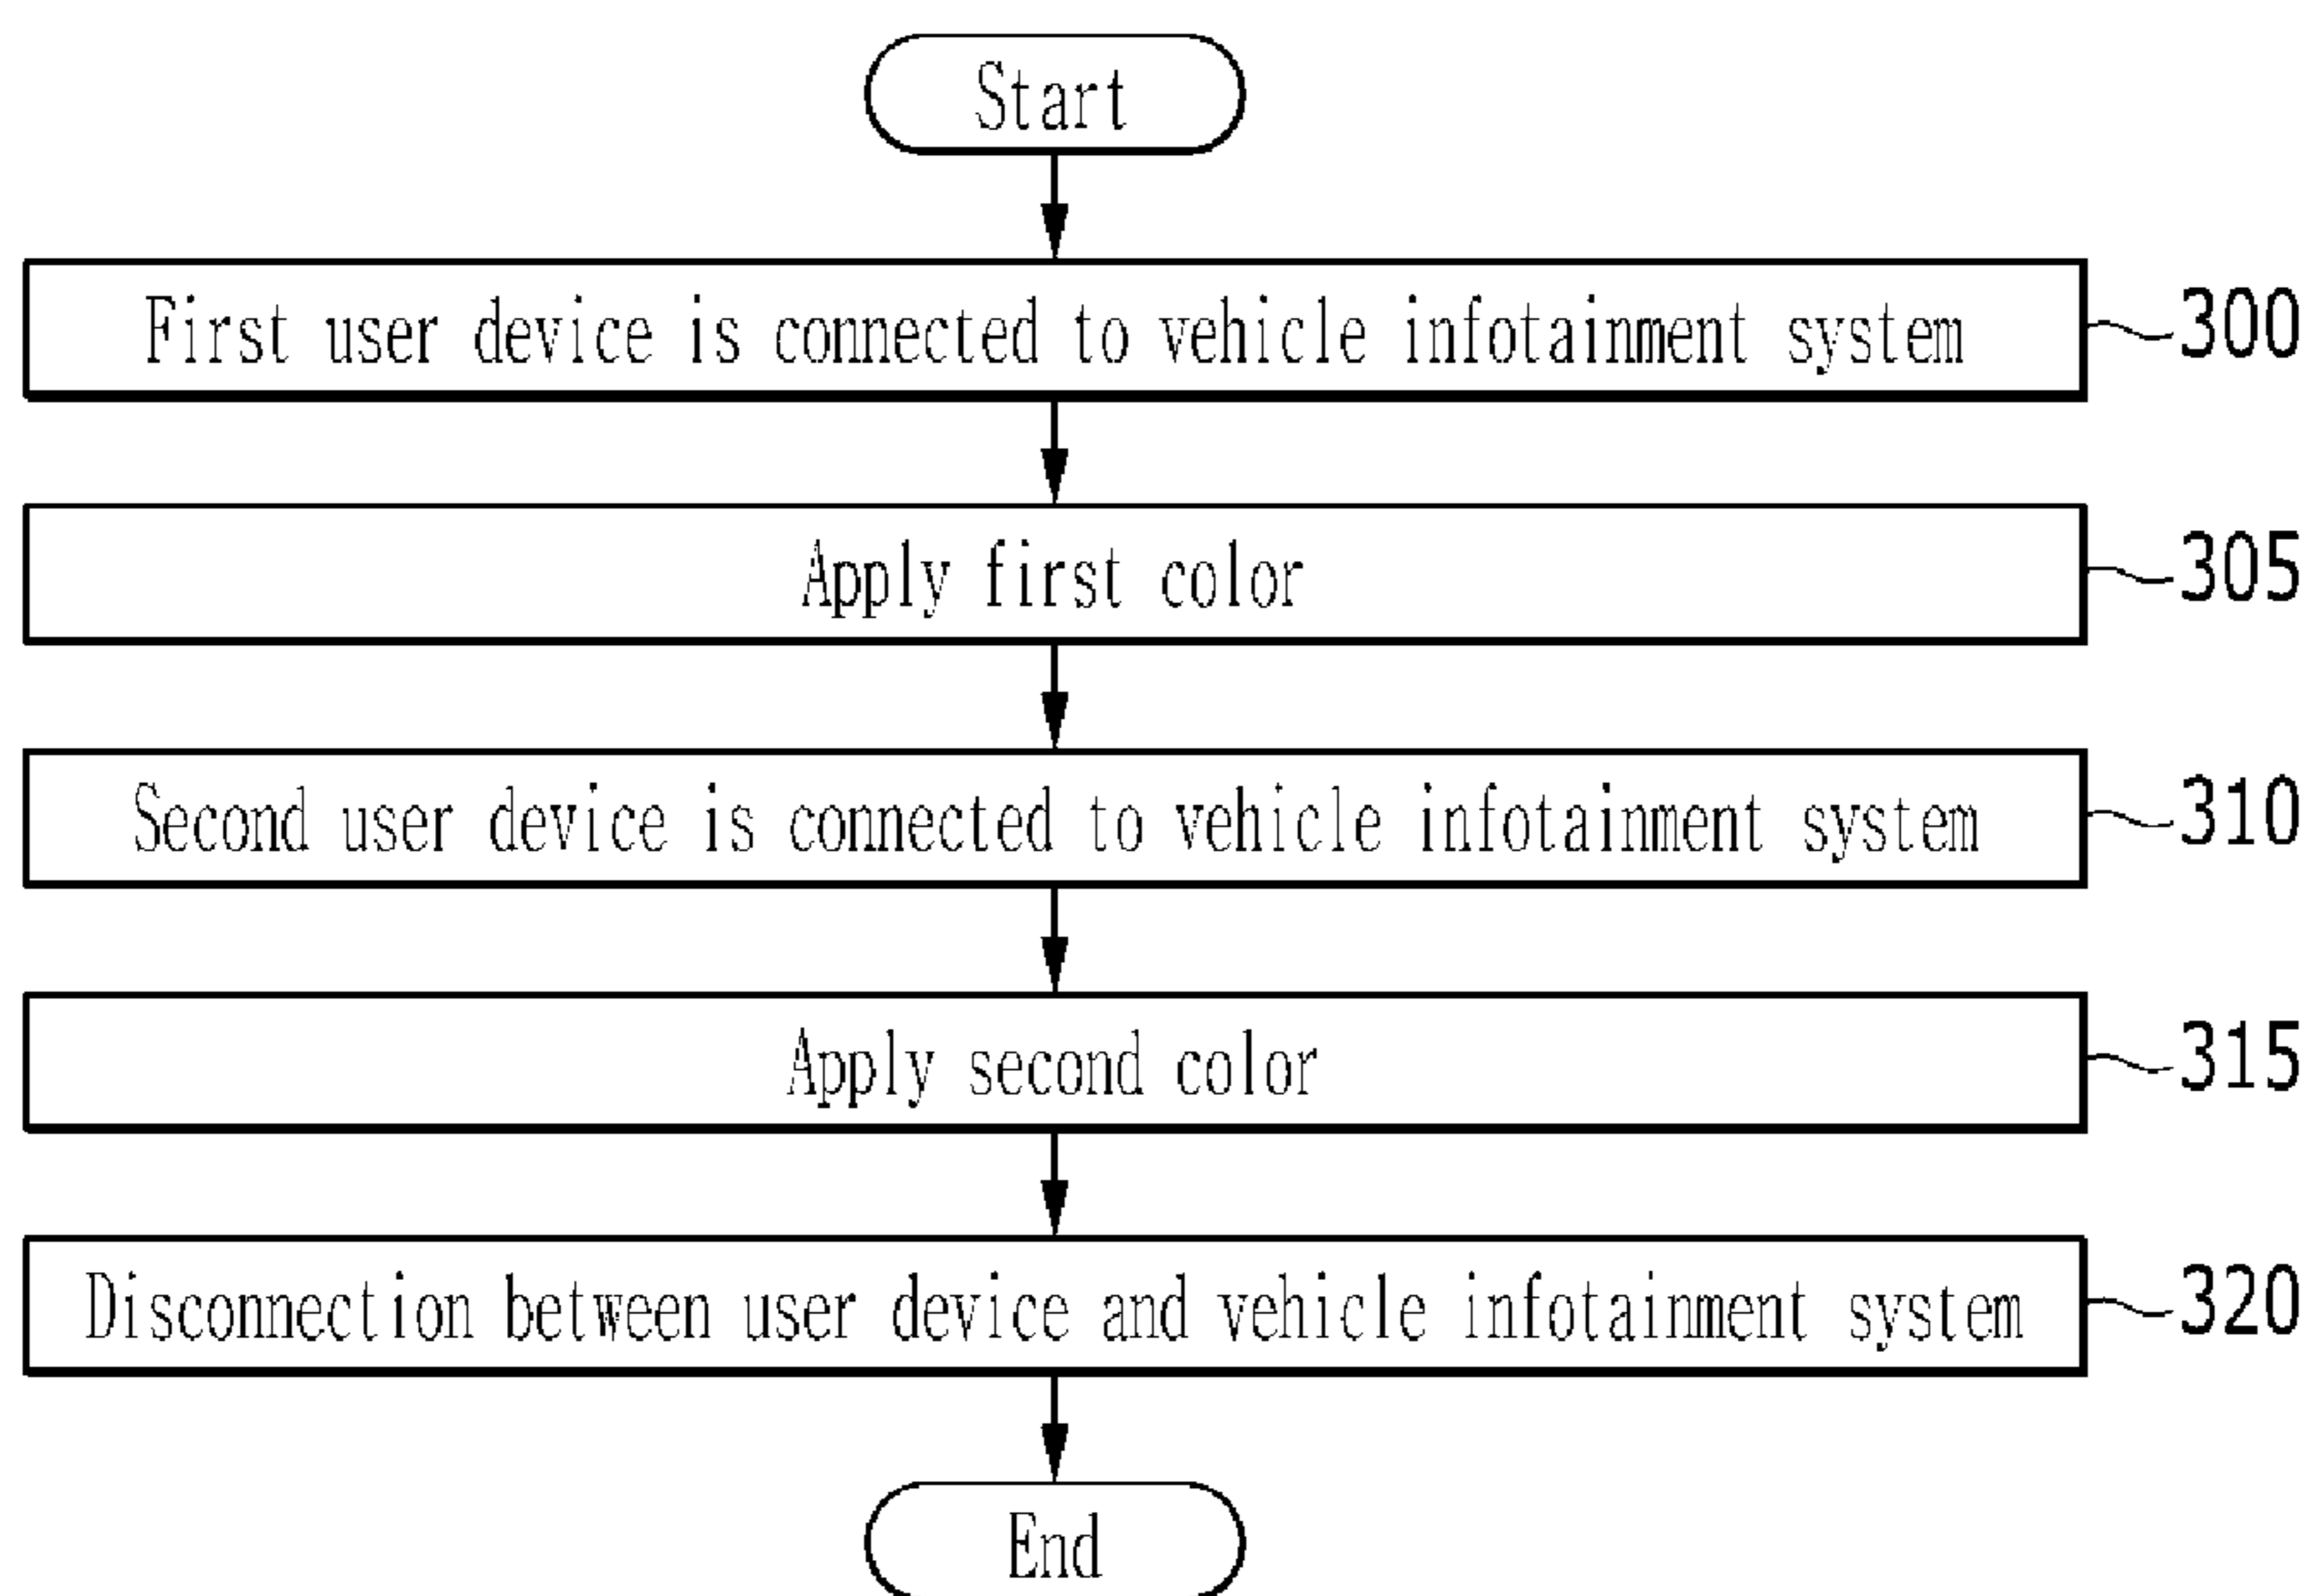 Start
First user device is connected to vehicle infotainment system 300
Apply first color 305
Second user device is connected to vehicle infotainment system 310
Apply second color 315
Disconnection between user device and vehicle infotainment system 320
End